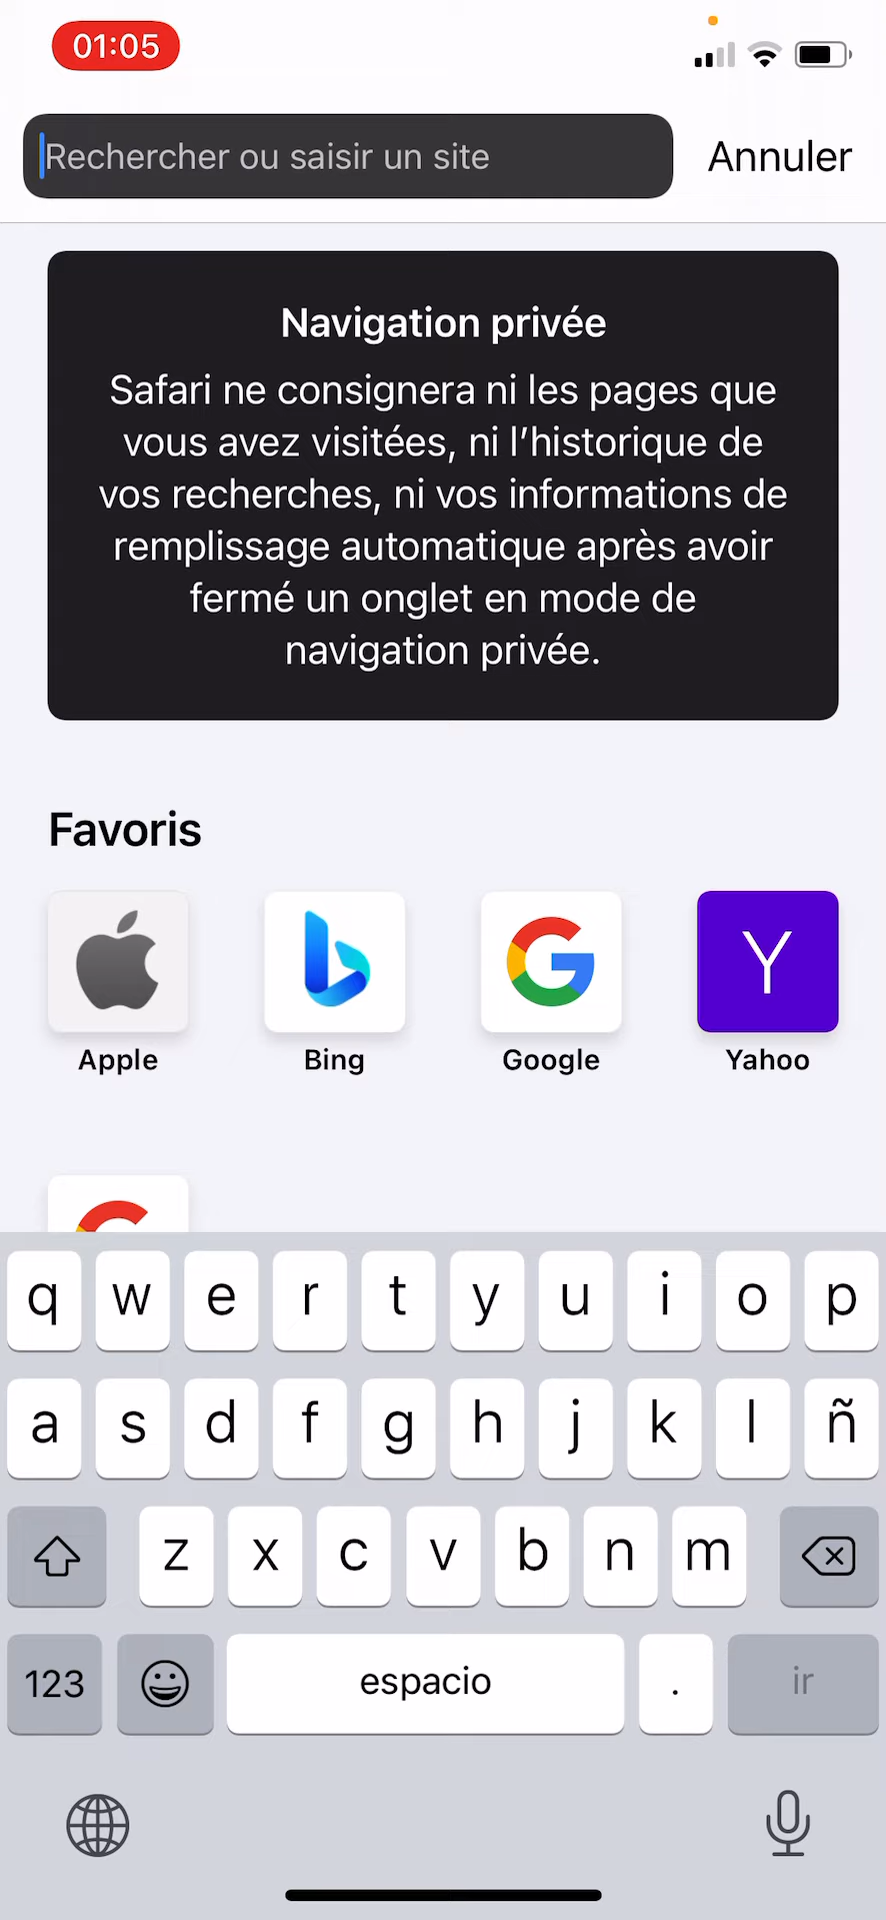 01:05
Rechercher ou saisir un site
Annuler
Navigation privée
Safari ne consignera ni les pages que
vous avez visitées, ni l’historique de
vos recherches, ni vos informations de
remplissage automatique après avoir
fermé un onglet en mode de
navigation privée.
Favoris
Y
Apple Bing Google Yahoo
q w e r t y u i o p
a s d f g h j k l ñ
z x c v b n m
123 espacio . ir